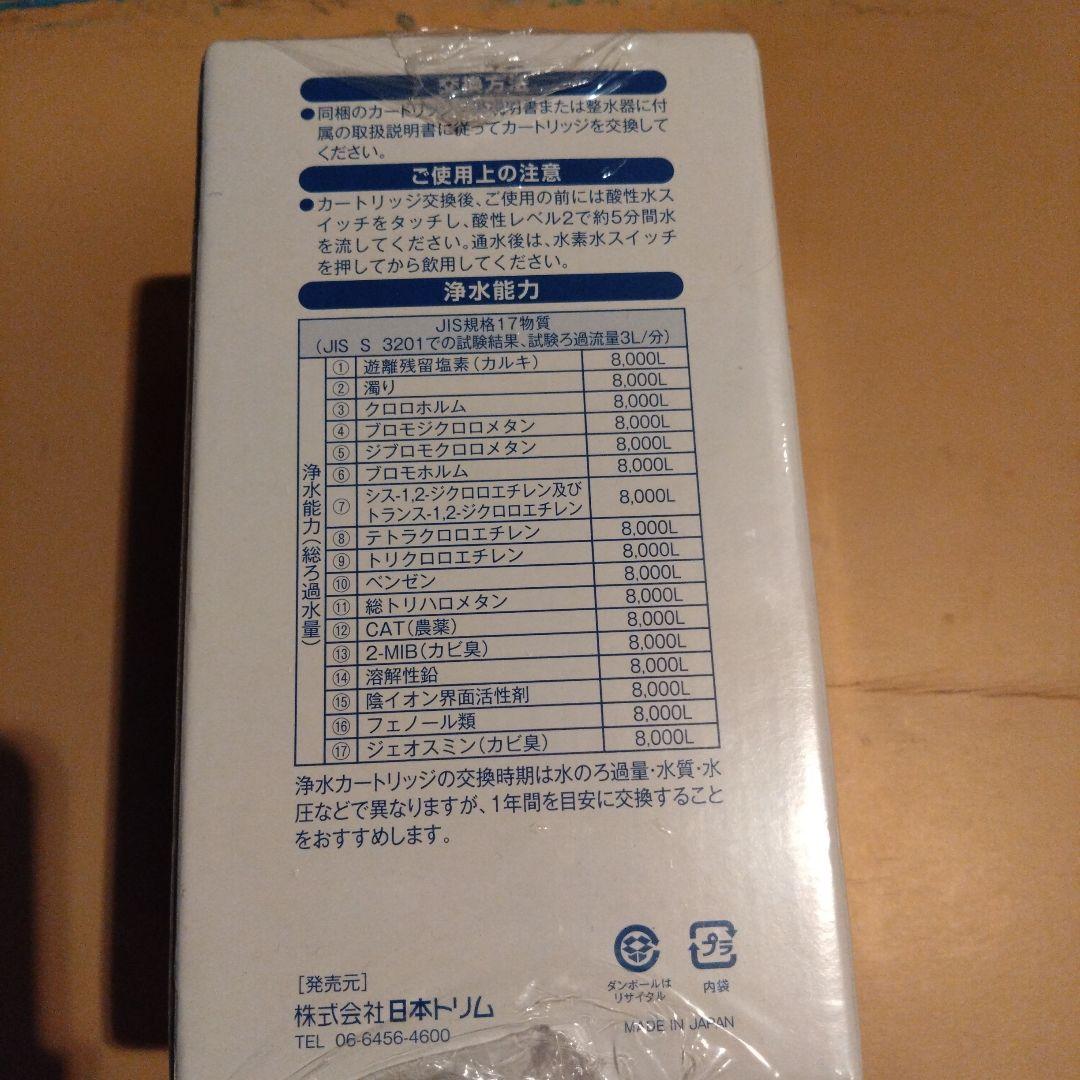 交換方法
●同梱のカートリッジ 説明書または整水器に付
属の取扱説明書に従ってカートリッジを交換して
ください。
ご使用上の注意
●カートリッジ交換後、ご使用の前には酸性水ス
イッチをタッチし、酸性レベル2で約5分間水
を流してください。通水後は、水素水スイッチ
を押してから飲用してください。
浄水能力
JIS規格17物質
(JIS S 3201での試験結果、試験ろ過流量3L/分)
浄水能力(総ろ過水量)
① 遊離残留塩素(カルキ) 8,000L
② 濁り 8,000L
③ クロロホルム 8,000L
④ ブロモジクロロメタン 8,000L
⑤ ジブロモクロロメタン 8,000L
⑥ ブロモホルム 8,000L
⑦ シス-1,2-ジクロロエチレン及び
トランス-1,2-ジクロロエチレン 8,000L
⑧ テトラクロロエチレン 8,000L
⑨ トリクロロエチレン 8,000L
⑩ ベンゼン 8,000L
⑪ 総トリハロメタン 8,000L
⑫ CAT(農薬) 8,000L
⑬ 2-MIB(カビ臭) 8,000L
⑭ 溶解性鉛 8,000L
⑮ 陰イオン界面活性剤 8,000L
⑯ フェノール類 8,000L
⑰ ジェオスミン(カビ臭) 8,000L
浄水カートリッジの交換時期は水のろ過量・水質・水
圧などで異なりますが、1年間を目安に交換すること
をおすすめします。
プラ
ダンボールは
リサイクル
内袋
[発売元]
株式会社日本トリム
TEL 06-6456-4600
MADE IN JAPAN